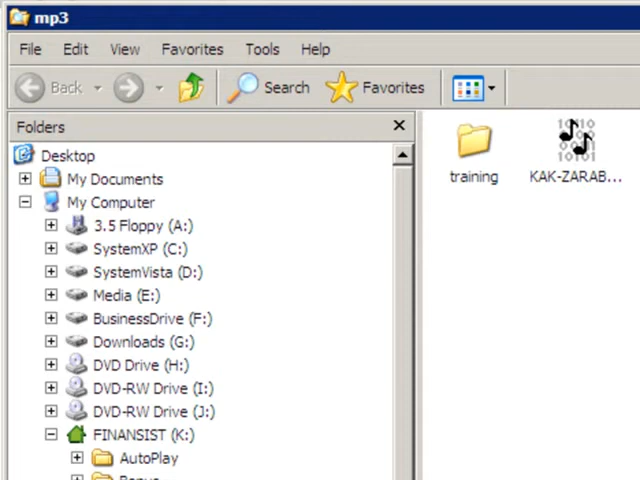 mp3
File Edit View Favorites Tools Help
Back Search Favorites
Folders
Desktop
My Documents
My Computer
3.5 Floppy (A:)
SystemXP (C:)
SystemVista (D:)
Media (E:)
BusinessDrive (F:)
Downloads (G:)
DVD Drive (H:)
DVD-RW Drive (I:)
DVD-RW Drive (J:)
FINANSIST (K:)
AutoPlay
training
KAK-ZARAB...